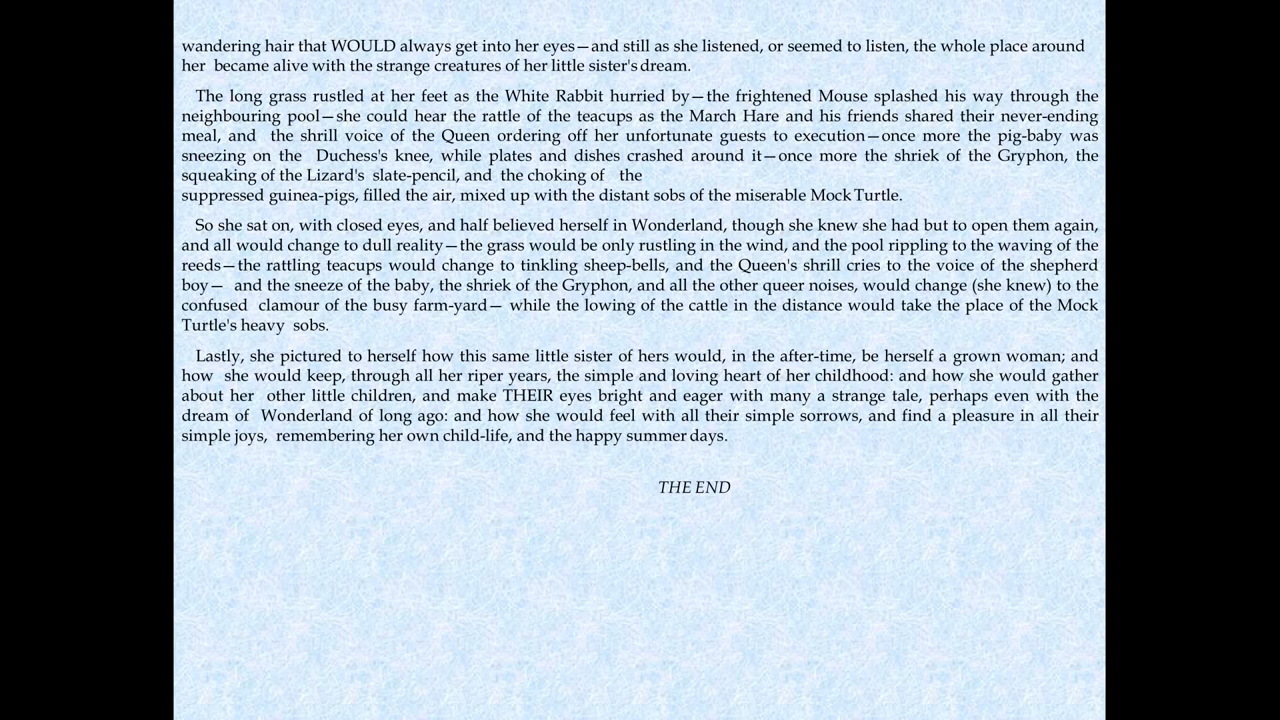 wandering hair that WOULD always get into her eyes—and still as she listened, or seemed to listen, the whole place around
her became alive with the strange creatures of her little sister's dream.
The long grass rustled at her feet as the White Rabbit hurried by—the frightened Mouse splashed his way through the
neighbouring pool—she could hear the rattle of the teacups as the March Hare and his friends shared their never-ending
meal, and the shrill voice of the Queen ordering off her unfortunate guests to execution—once more the pig-baby was
sneezing on the Duchess's knee, while plates and dishes crashed around it—once more the shriek of the Gryphon, the
squeaking of the Lizard's slate-pencil, and the choking of the
suppressed guinea-pigs, filled the air, mixed up with the distant sobs of the miserable Mock Turtle.
So she sat on, with closed eyes, and half believed herself in Wonderland, though she knew she had but to open them again,
and all would change to dull reality—the grass would be only rustling in the wind, and the pool rippling to the waving of the
reeds—the rattling teacups would change to tinkling sheep-bells, and the Queen's shrill cries to the voice of the shepherd
boy— and the sneeze of the baby, the shriek of the Gryphon, and all the other queer noises, would change (she knew) to the
confused clamour of the busy farm-yard— while the lowing of the cattle in the distance would take the place of the Mock
Turtle's heavy sobs.
Lastly, she pictured to herself how this same little sister of hers would, in the after-time, be herself a grown woman; and
how she would keep, through all her riper years, the simple and loving heart of her childhood: and how she would gather
about her other little children, and make THEIR eyes bright and eager with many a strange tale, perhaps even with the
dream of Wonderland of long ago: and how she would feel with all their simple sorrows, and find a pleasure in all their
simple joys, remembering her own child-life, and the happy summer days.
THE END